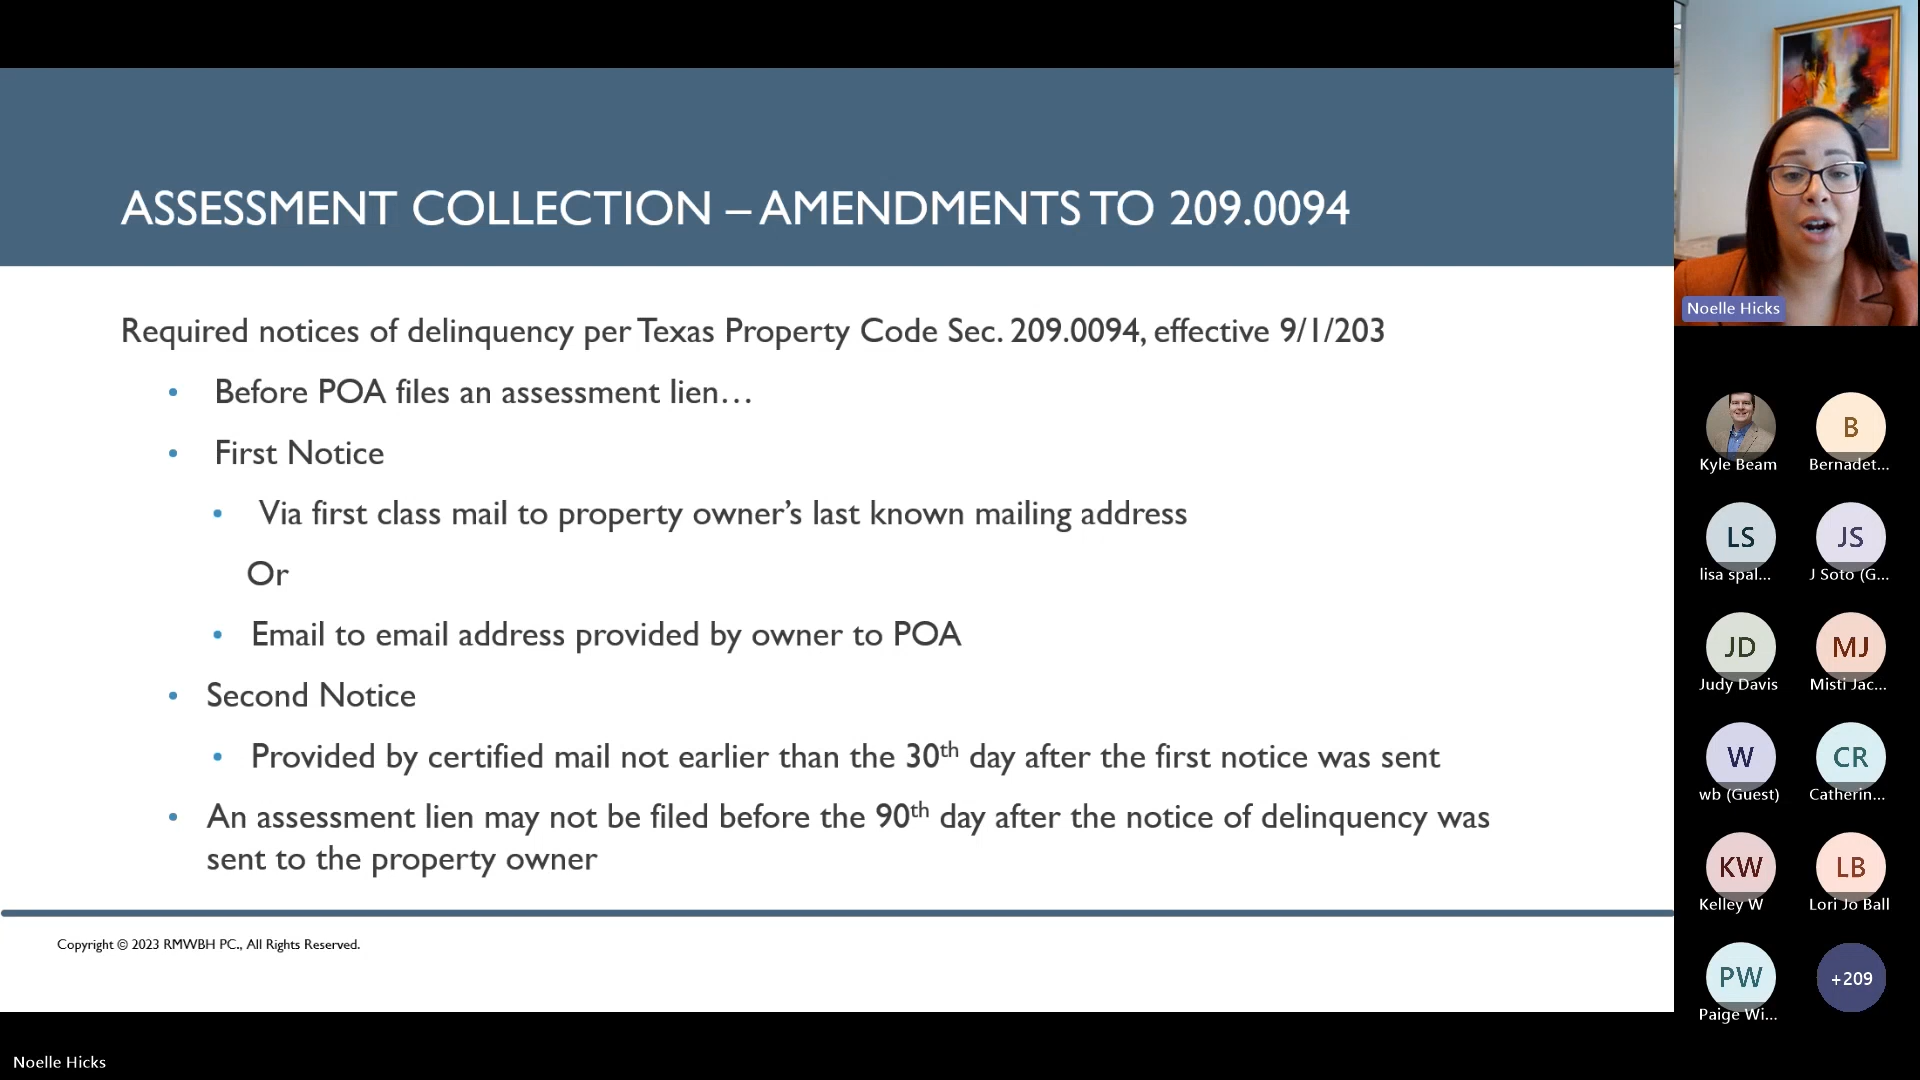 ASSESSMENT COLLECTION – AMENDMENTS TO 209.0094
Required notices of delinquency per Texas Property Code Sec. 209.0094, effective 9/1/203
• Before POA files an assessment lien…
• First Notice
• Via first class mail to property owner’s last known mailing address
Or
• Email to email address provided by owner to POA
• Second Notice
• Provided by certified mail not earlier than the 30th day after the first notice was sent
• An assessment lien may not be filed before the 90th day after the notice of delinquency was
sent to the property owner
Copyright © 2023 RMWBH PC., All Rights Reserved.
Noelle Hicks
Noelle Hicks
Kyle Beam
B
Bernadet...
LS
lisa spal...
JS
J Soto (G...
JD
Judy Davis
MJ
Misti Jac...
W
wb (Guest)
CR
Catherin...
KW
Kelley W
LB
Lori Jo Ball
PW
Paige Wi...
+209